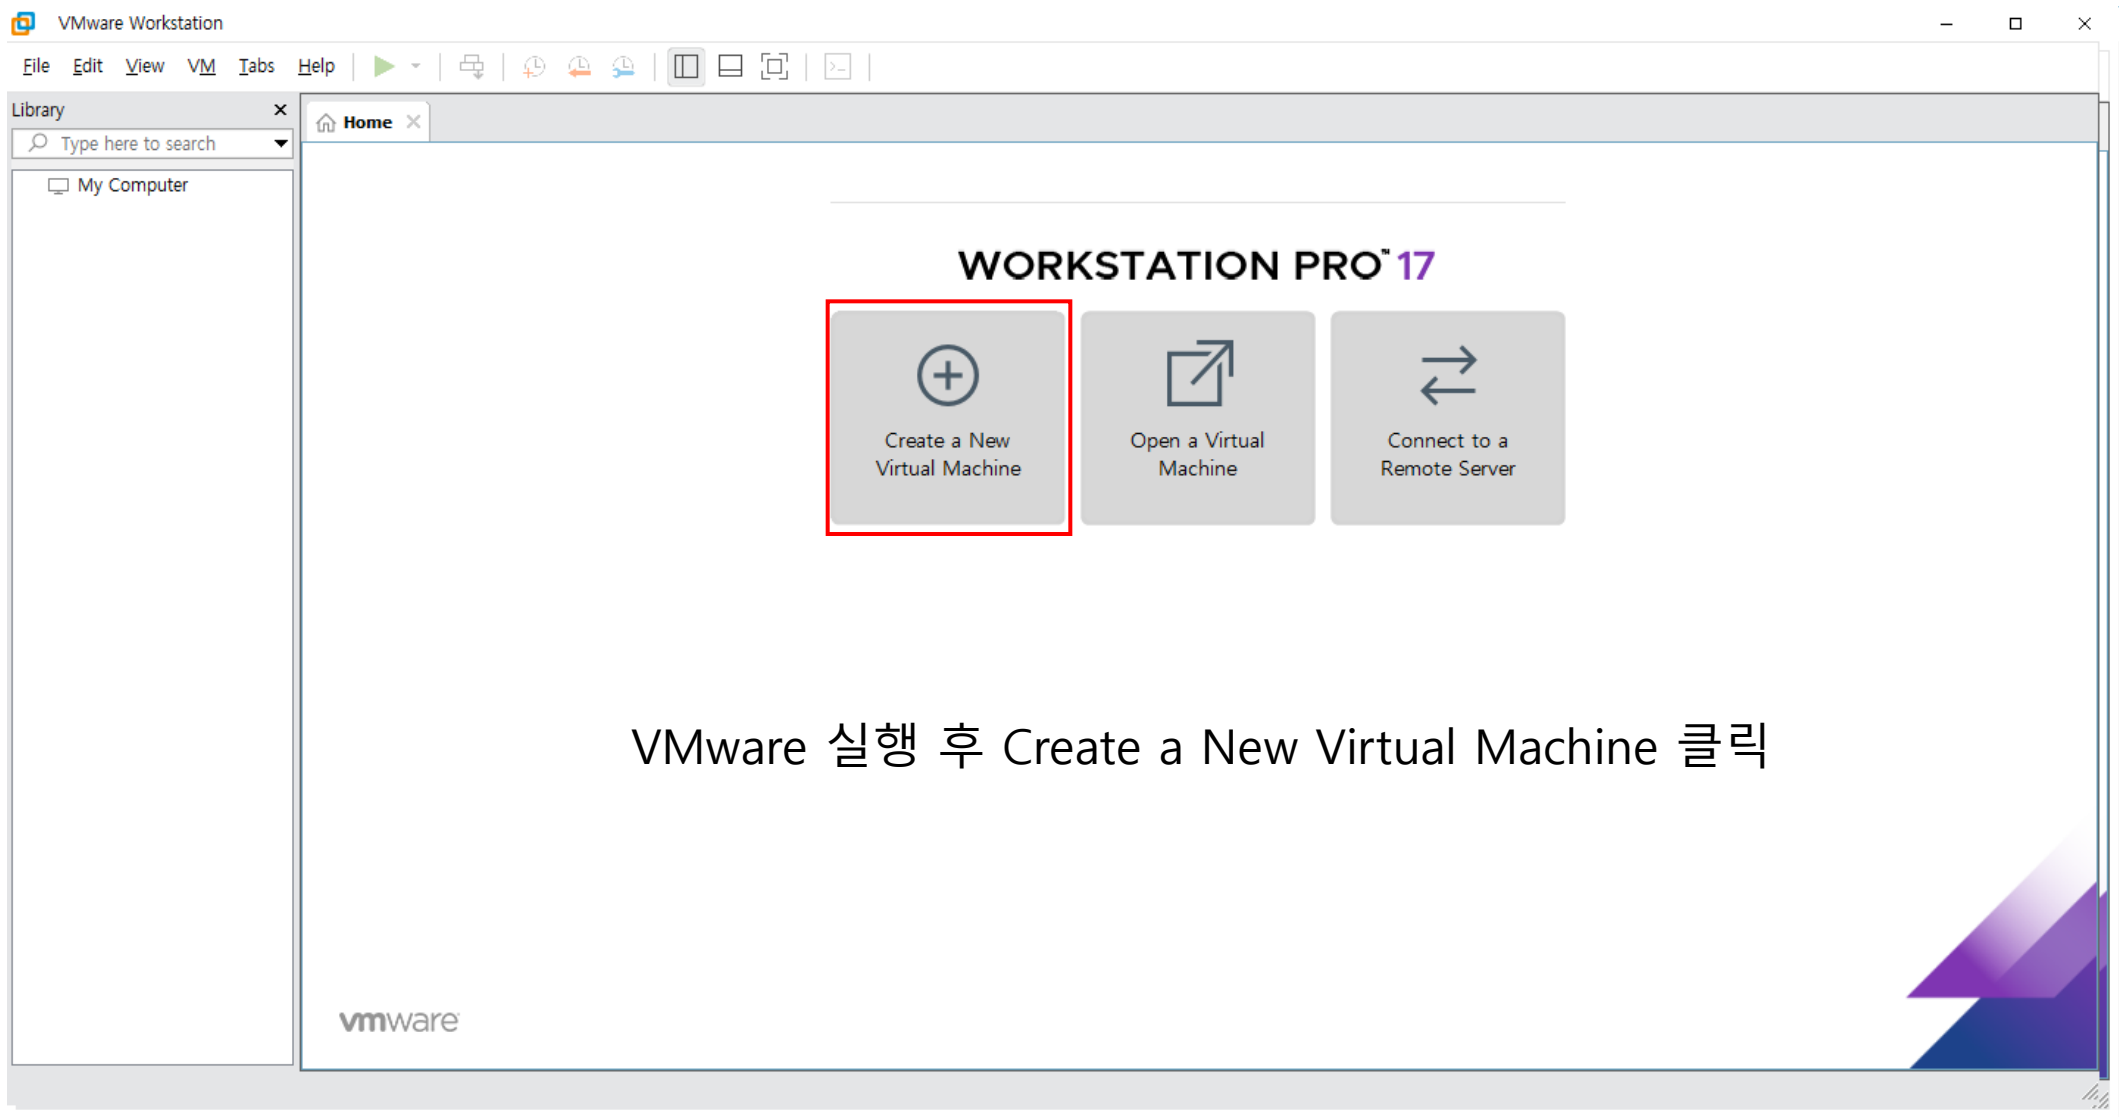 VMware Workstation
File Edit View VM Tabs Help
Library
Type here to search
My Computer
Home
WORKSTATION PRO™ 17
Create a New
Virtual Machine
Open a Virtual
Machine
Connect to a
Remote Server
VMware 실행 후 Create a New Virtual Machine 클릭
vmware